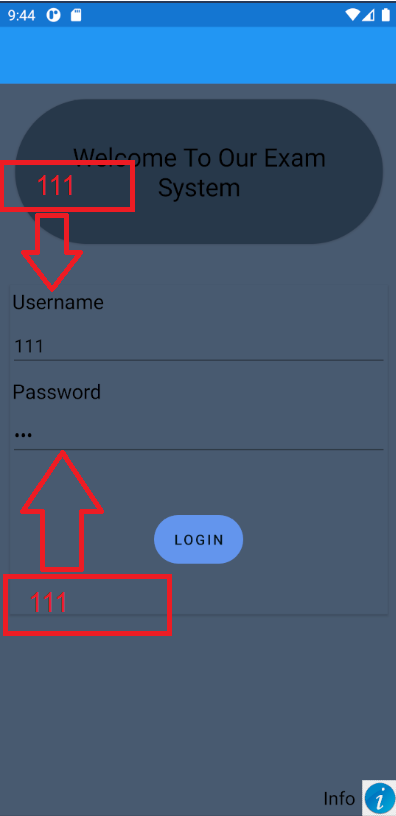 9:44
Welcome To Our Exam
System
111
Username
111
Password
•••
LOGIN
111
Info
i